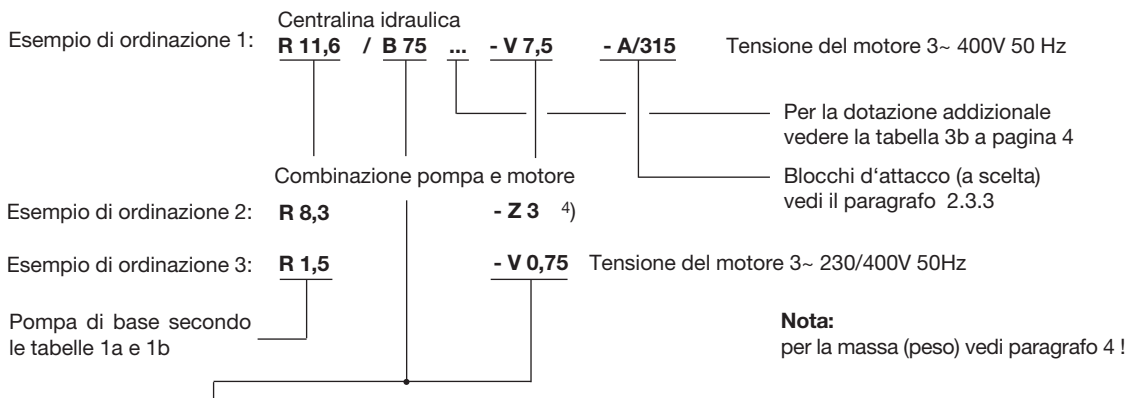 Centralina idraulica
Esempio di ordinazione 1: R 11,6 / B 75 ... - V 7,5 - A/315 Tensione del motore 3~ 400V 50 Hz
Per la dotazione addizionale
vedere la tabella 3b a pagina 4
Combinazione pompa e motore
Blocchi d‘attacco (a scelta)
vedi il paragrafo 2.3.3
Esempio di ordinazione 2: R 8,3 - Z 3 4)
Esempio di ordinazione 3: R 1,5 - V 0,75 Tensione del motore 3~ 230/400V 50Hz
Pompa di base secondo
le tabelle 1a e 1b
Nota:
per la massa (peso) vedi paragrafo 4 !